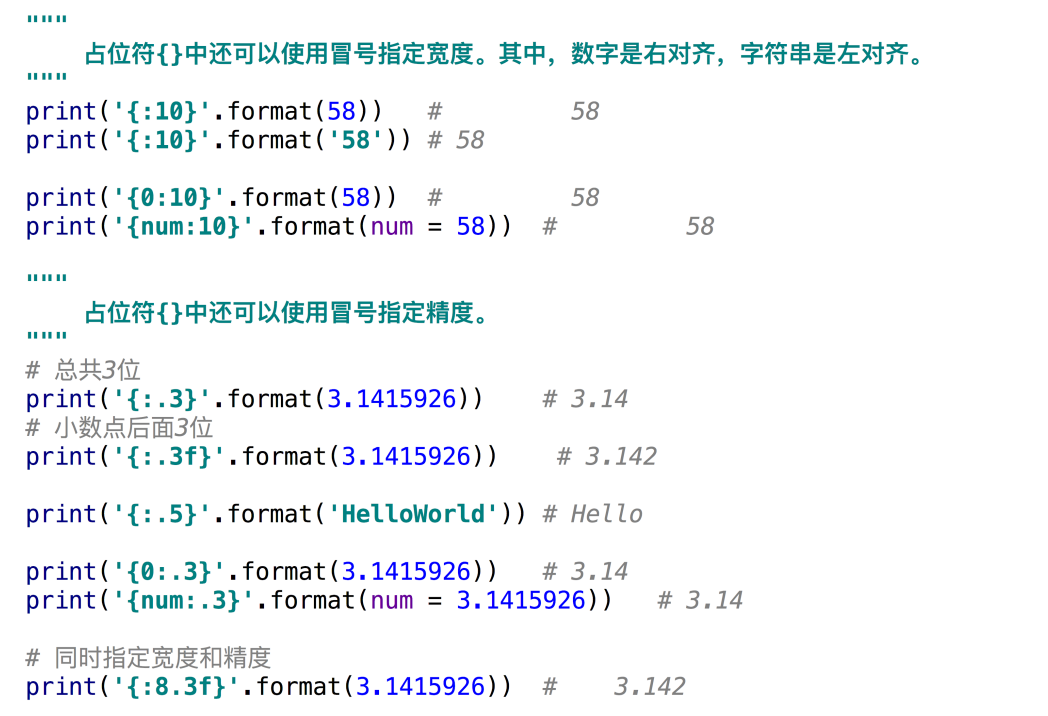 """
    占位符{}中还可以使用冒号指定宽度。其中，数字是右对齐，字符串是左对齐。
"""
print('{:10}'.format(58))   #         58
print('{:10}'.format('58')) # 58

print('{0:10}'.format(58))  #         58
print('{num:10}'.format(num = 58))  #         58

"""
    占位符{}中还可以使用冒号指定精度。
"""
# 总共3位
print('{:.3}'.format(3.1415926))    # 3.14
# 小数点后面3位
print('{:.3f}'.format(3.1415926))    # 3.142

print('{:.5}'.format('HelloWorld')) # Hello

print('{0:.3}'.format(3.1415926))   # 3.14
print('{num:.3}'.format(num = 3.1415926))   # 3.14

# 同时指定宽度和精度
print('{:8.3f}'.format(3.1415926))  #    3.142